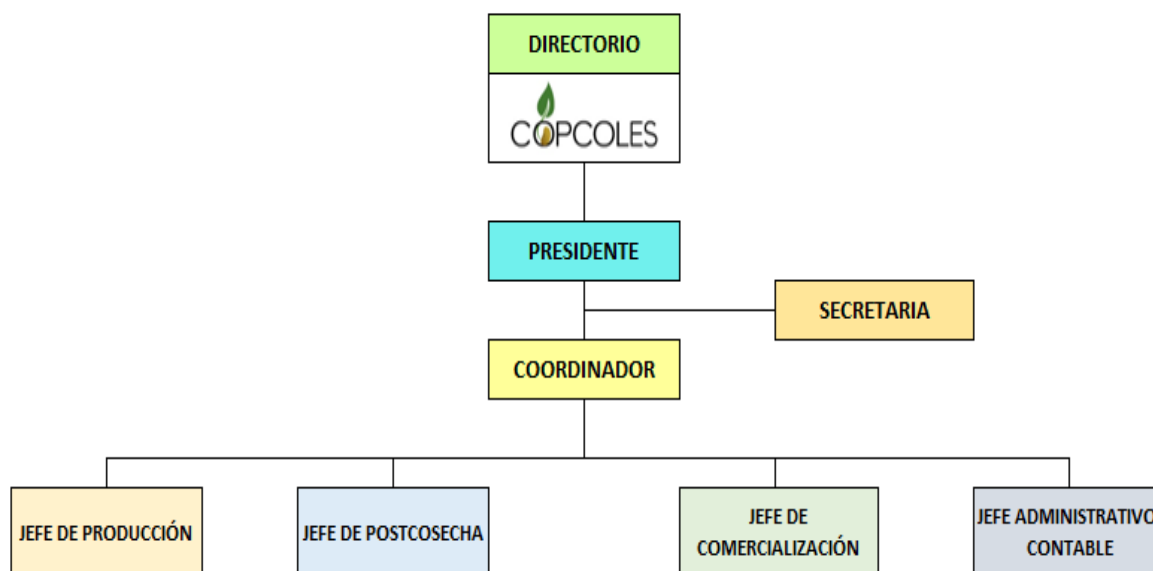 DIRECTORIO
COPCOLES
PRESIDENTE
SECRETARIA
COORDINADOR
JEFE DE PRODUCCIÓN
JEFE DE POSTCOSECHA
JEFE DE
COMERCIALIZACIÓN
JEFE ADMINISTRATIVO
CONTABLE